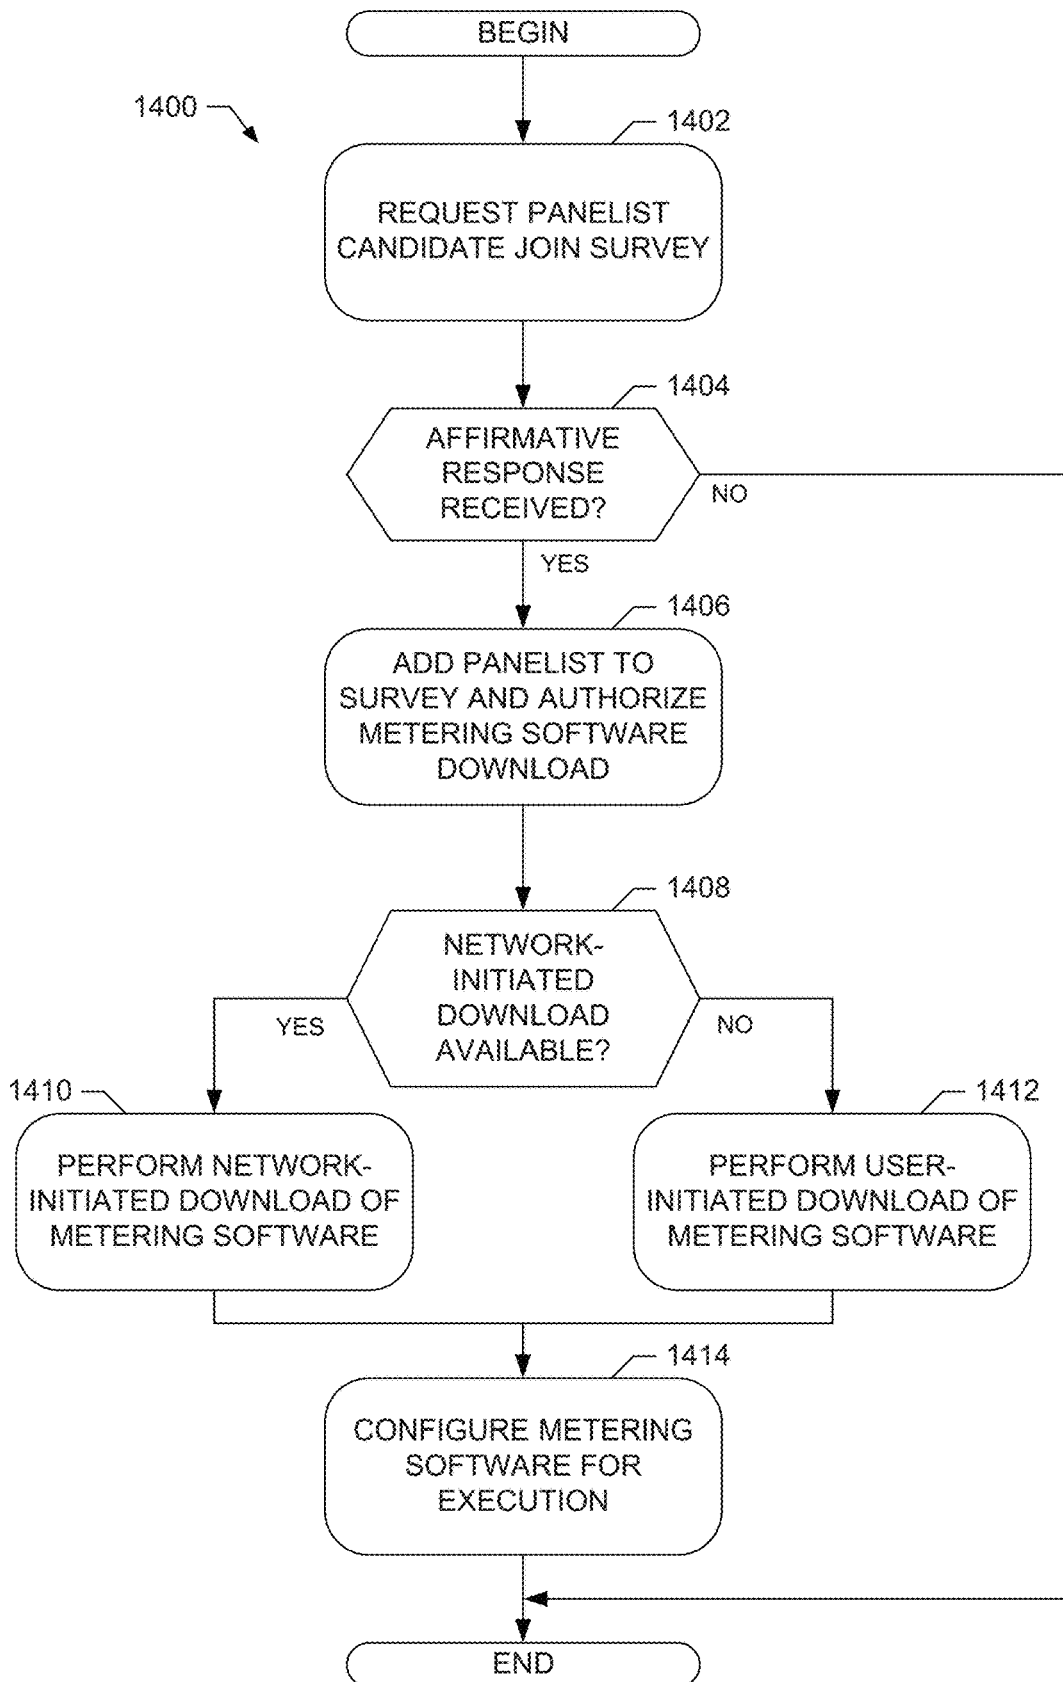 BEGIN
1400
1402
REQUEST PANELIST
CANDIDATE JOIN SURVEY
1404
AFFIRMATIVE
RESPONSE
RECEIVED?
NO
YES
1406
ADD PANELIST TO
SURVEY AND AUTHORIZE
METERING SOFTWARE
DOWNLOAD
1408
NETWORK-
INITIATED
DOWNLOAD
AVAILABLE?
YES
NO
1410
PERFORM NETWORK-
INITIATED DOWNLOAD OF
METERING SOFTWARE
1412
PERFORM USER-
INITIATED DOWNLOAD OF
METERING SOFTWARE
1414
CONFIGURE METERING
SOFTWARE FOR
EXECUTION
END